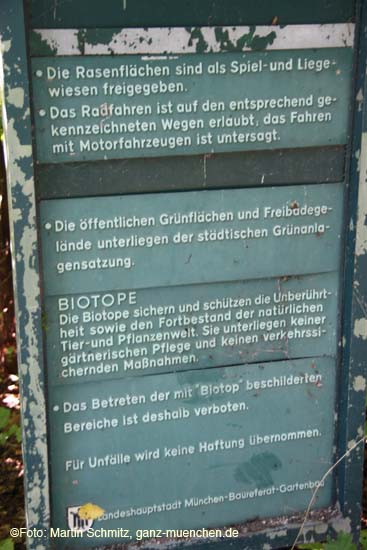 • Die Rasenflächen sind als Spiel-und Liege-
wiesen freigegeben.
• Das Radfahren ist auf den entsprechend ge-
kennzeichneten Wegen erlaubt, das Fahren
mit Motorfahrzeugen ist untersagt.
• Die öffentlichen Grünflächen und Freibadege-
lände unterliegen der städtischen Grünanla-
gensatzung.
BIOTOPE
Die Biotope sichern und schützen die Unberührt-
heit sowie den Fortbestand der natürlichen
Tier-und Pflanzenwelt. Sie unterliegen keiner
gärtnerischen Pflege und keinen verkehrssi-
chernden Maßnahmen.
• Das Betreten der mit "Biotop" beschilderten
Bereiche ist deshalb verboten.
Für Unfälle wird keine Haftung übernommen.
Landeshauptstadt München-Baureferat-Gartenbau
©Foto: Martin Schmitz, ganz-muenchen.de